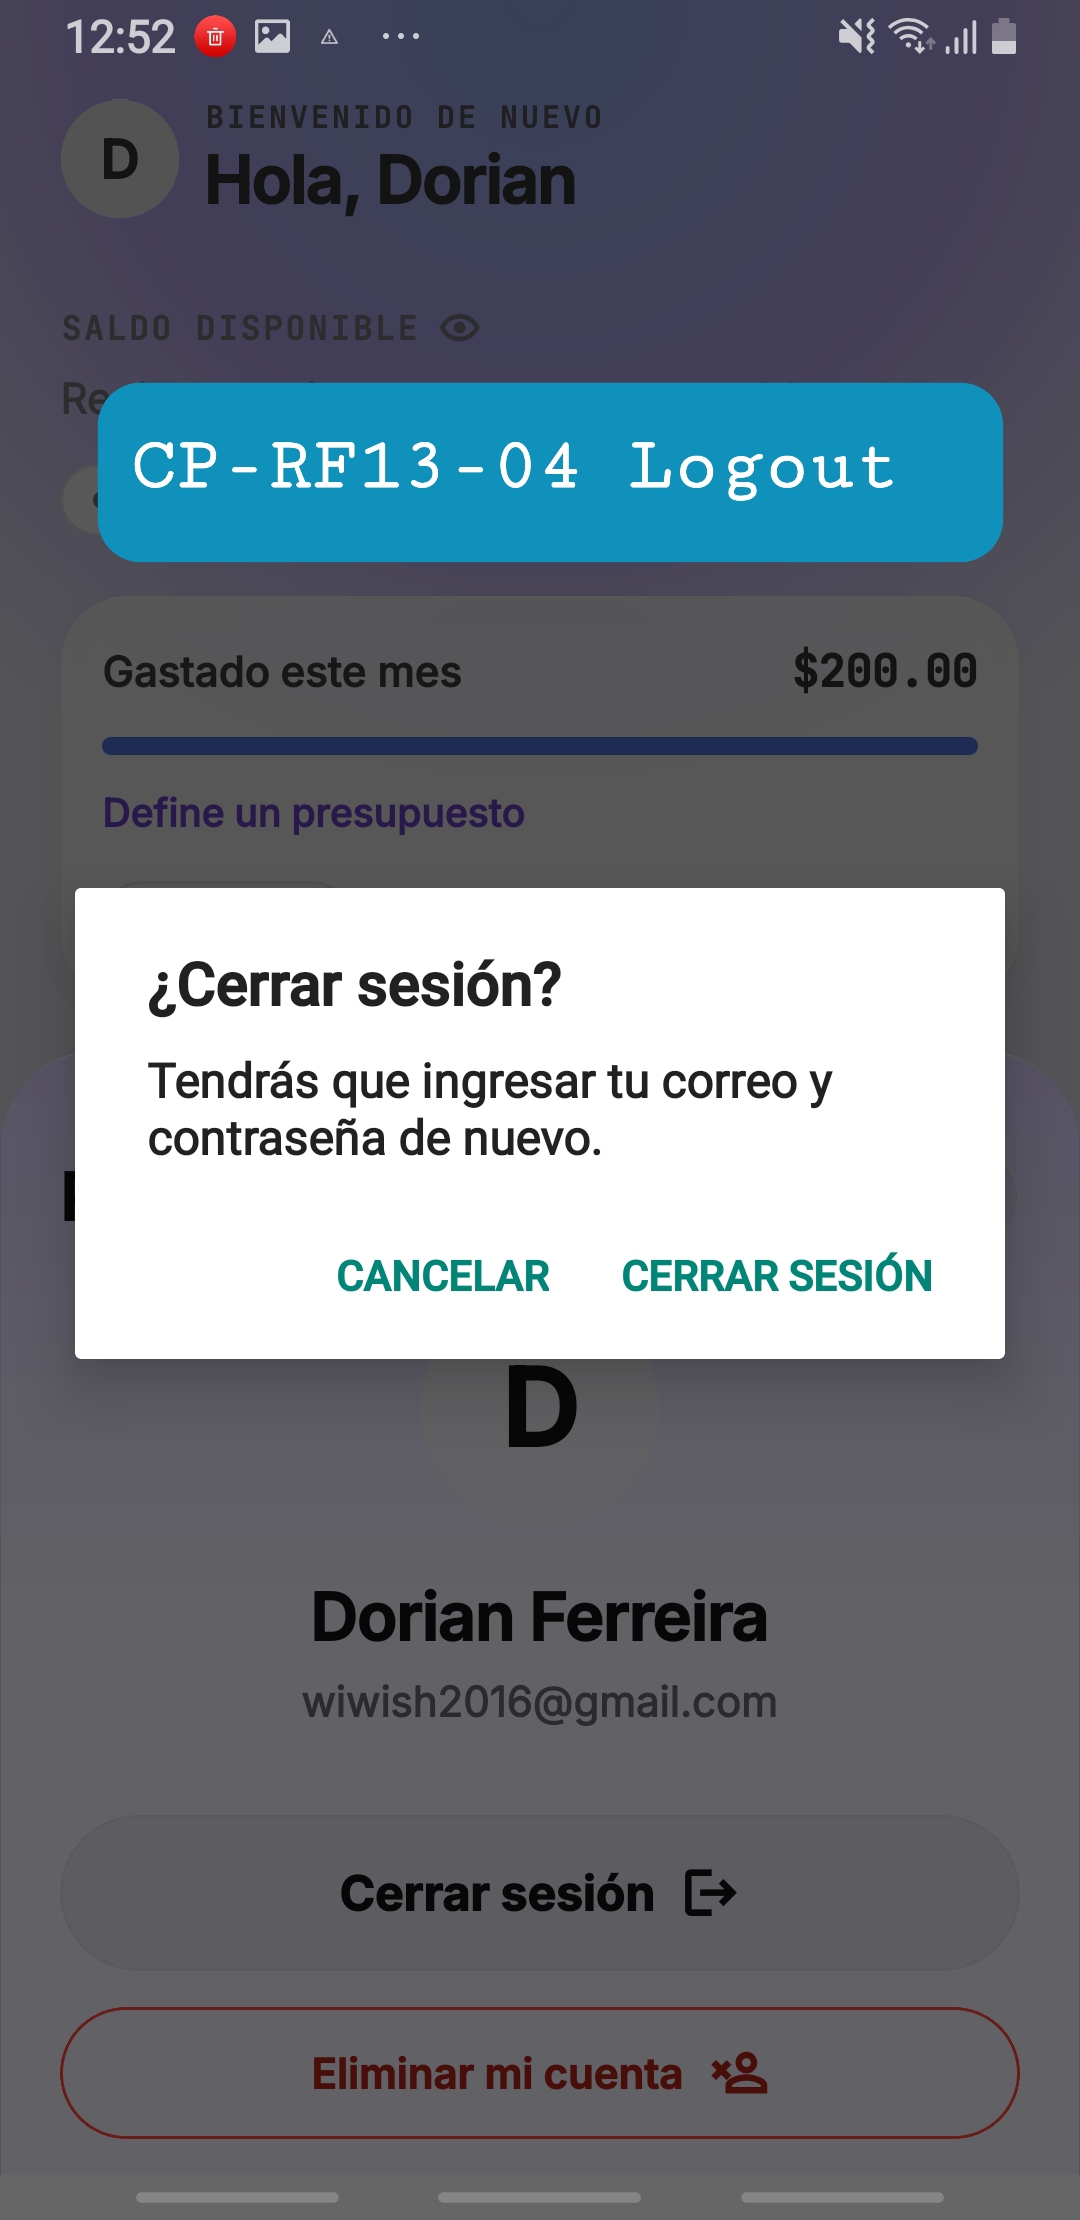 12:52
D
BIENVENIDO DE NUEVO
Hola, Dorian
SALDO DISPONIBLE
Re
CP-RF13-04 Logout
Gastado este mes
$200.00
Define un presupuesto
¿Cerrar sesión?
Tendrás que ingresar tu correo y
contraseña de nuevo.
CANCELAR
CERRAR SESIÓN
D
Dorian Ferreira
wiwish2016@gmail.com
Cerrar sesión
Eliminar mi cuenta